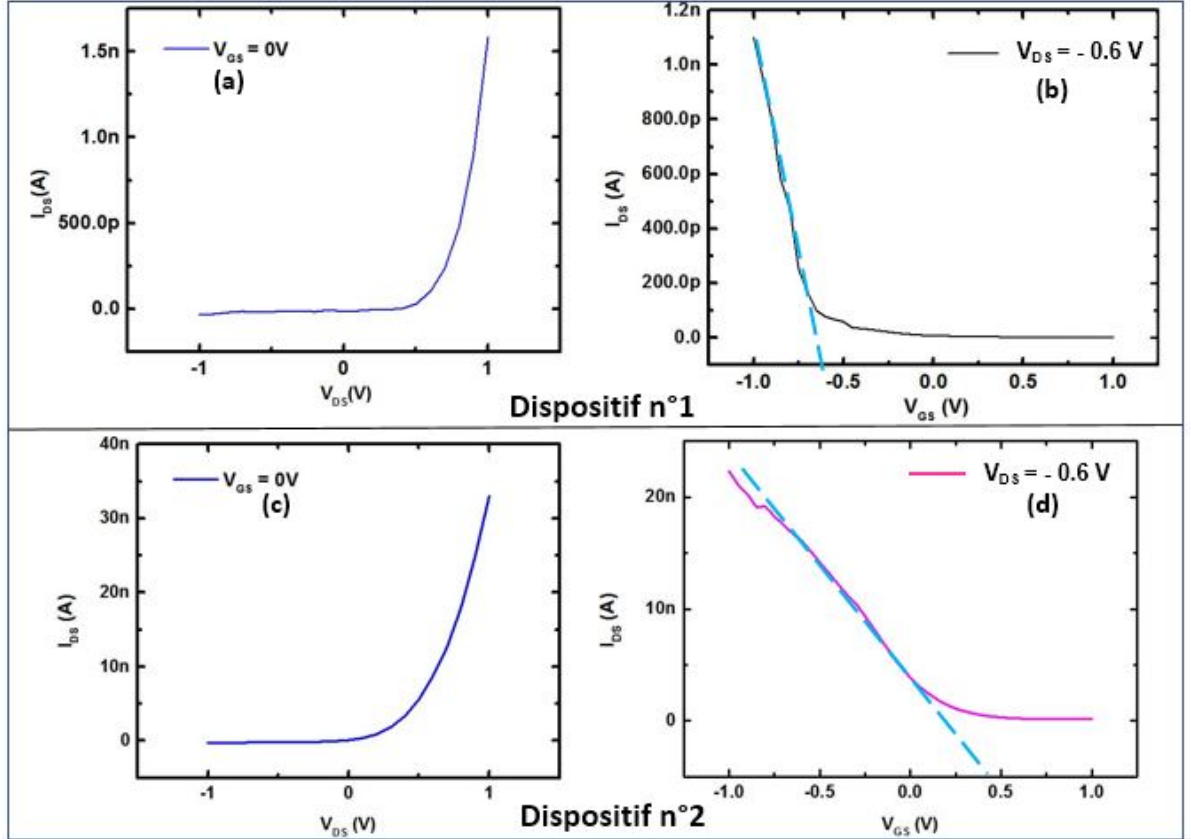 V_GS = 0V
(a)
1.5n
1.0n
500.0p
0.0
I_DS(A)
-1
0
1
V_DS(V)
V_DS = - 0.6 V
(b)
1.2n
1.0n
800.0p
600.0p
400.0p
200.0p
0.0
I_DS (A)
-1.0
-0.5
0.0
0.5
1.0
V_GS (V)
Dispositif n°1
V_GS = 0V
(c)
40n
30n
20n
10n
0
I_DS (A)
-1
0
1
V_DS (V)
V_DS = - 0.6 V
(d)
20n
10n
0
I_DS (A)
-1.0
-0.5
0.0
0.5
1.0
V_GS (V)
Dispositif n°2